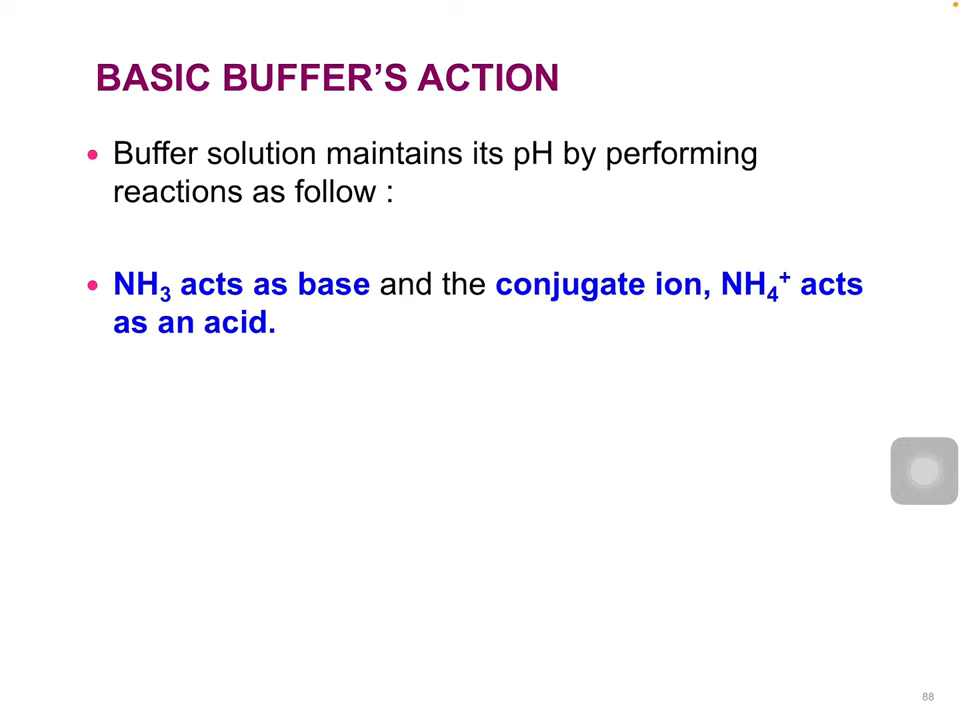 BASIC BUFFER’S ACTION
• Buffer solution maintains its pH by performing
reactions as follow :
• NH₃ acts as base and the conjugate ion, NH₄⁺ acts
as an acid.
88